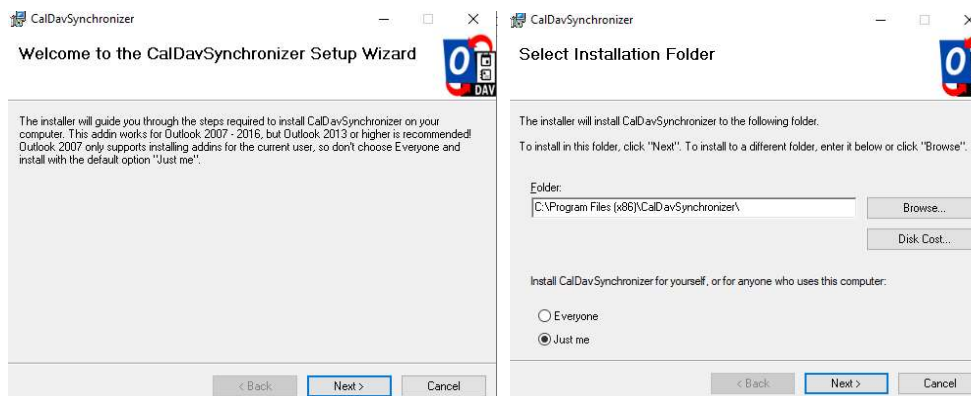 CalDavSynchronizer
Welcome to the CalDavSynchronizer Setup Wizard
O
DAV
The installer will guide you through the steps required to install CalDavSynchronizer on your
computer. This addin works for Outlook 2007 - 2016, but Outlook 2013 or higher is recommended!
Outlook 2007 only supports installing addins for the current user, so don't choose Everyone and
install with the default option "Just me".
< Back
Next >
Cancel
CalDavSynchronizer
Select Installation Folder
O
The installer will install CalDavSynchronizer to the following folder.
To install in this folder, click "Next". To install to a different folder, enter it below or click "Browse".
Folder:
C:\Program Files (x86)\CalDavSynchronizer\
Browse...
Disk Cost...
Install CalDavSynchronizer for yourself, or for anyone who uses this computer:
Everyone
Just me
< Back
Next >
Cancel